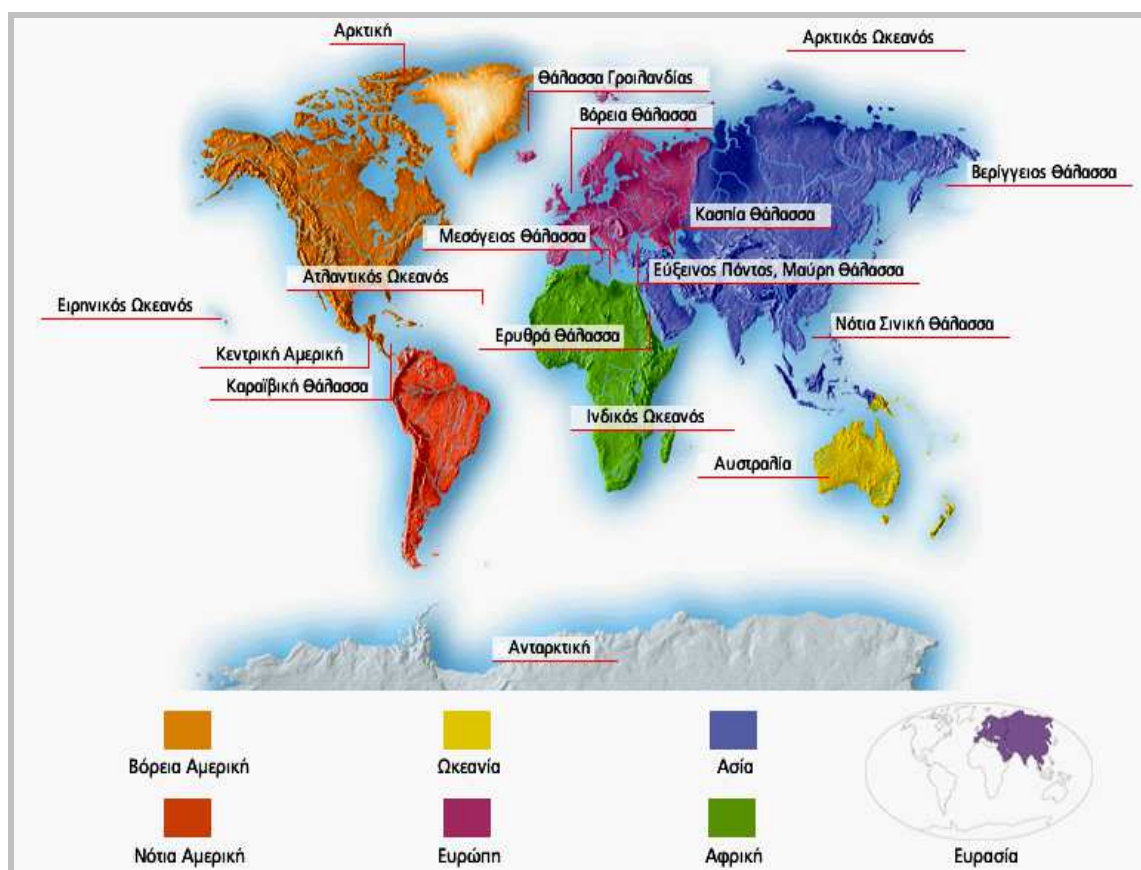 Αρκτική
Αρκτικός Ωκεανός
Θάλασσα Γροιλανδίας
Βόρεια Θάλασσα
Βερίγγειος Θάλασσα
Κασπία Θάλασσα
Μεσόγειος Θάλασσα
Εύξεινος Πόντος, Μαύρη Θάλασσα
Ατλαντικός Ωκεανός
Ειρηνικός Ωκεανός
Νότια Σινική Θάλασσα
Ερυθρά Θάλασσα
Κεντρική Αμερική
Καραϊβική Θάλασσα
Ινδικός Ωκεανός
Αυστραλία
Ανταρκτική
Βόρεια Αμερική
Ωκεανία
Ασία
Νότια Αμερική
Ευρώπη
Αφρική
Ευρασία